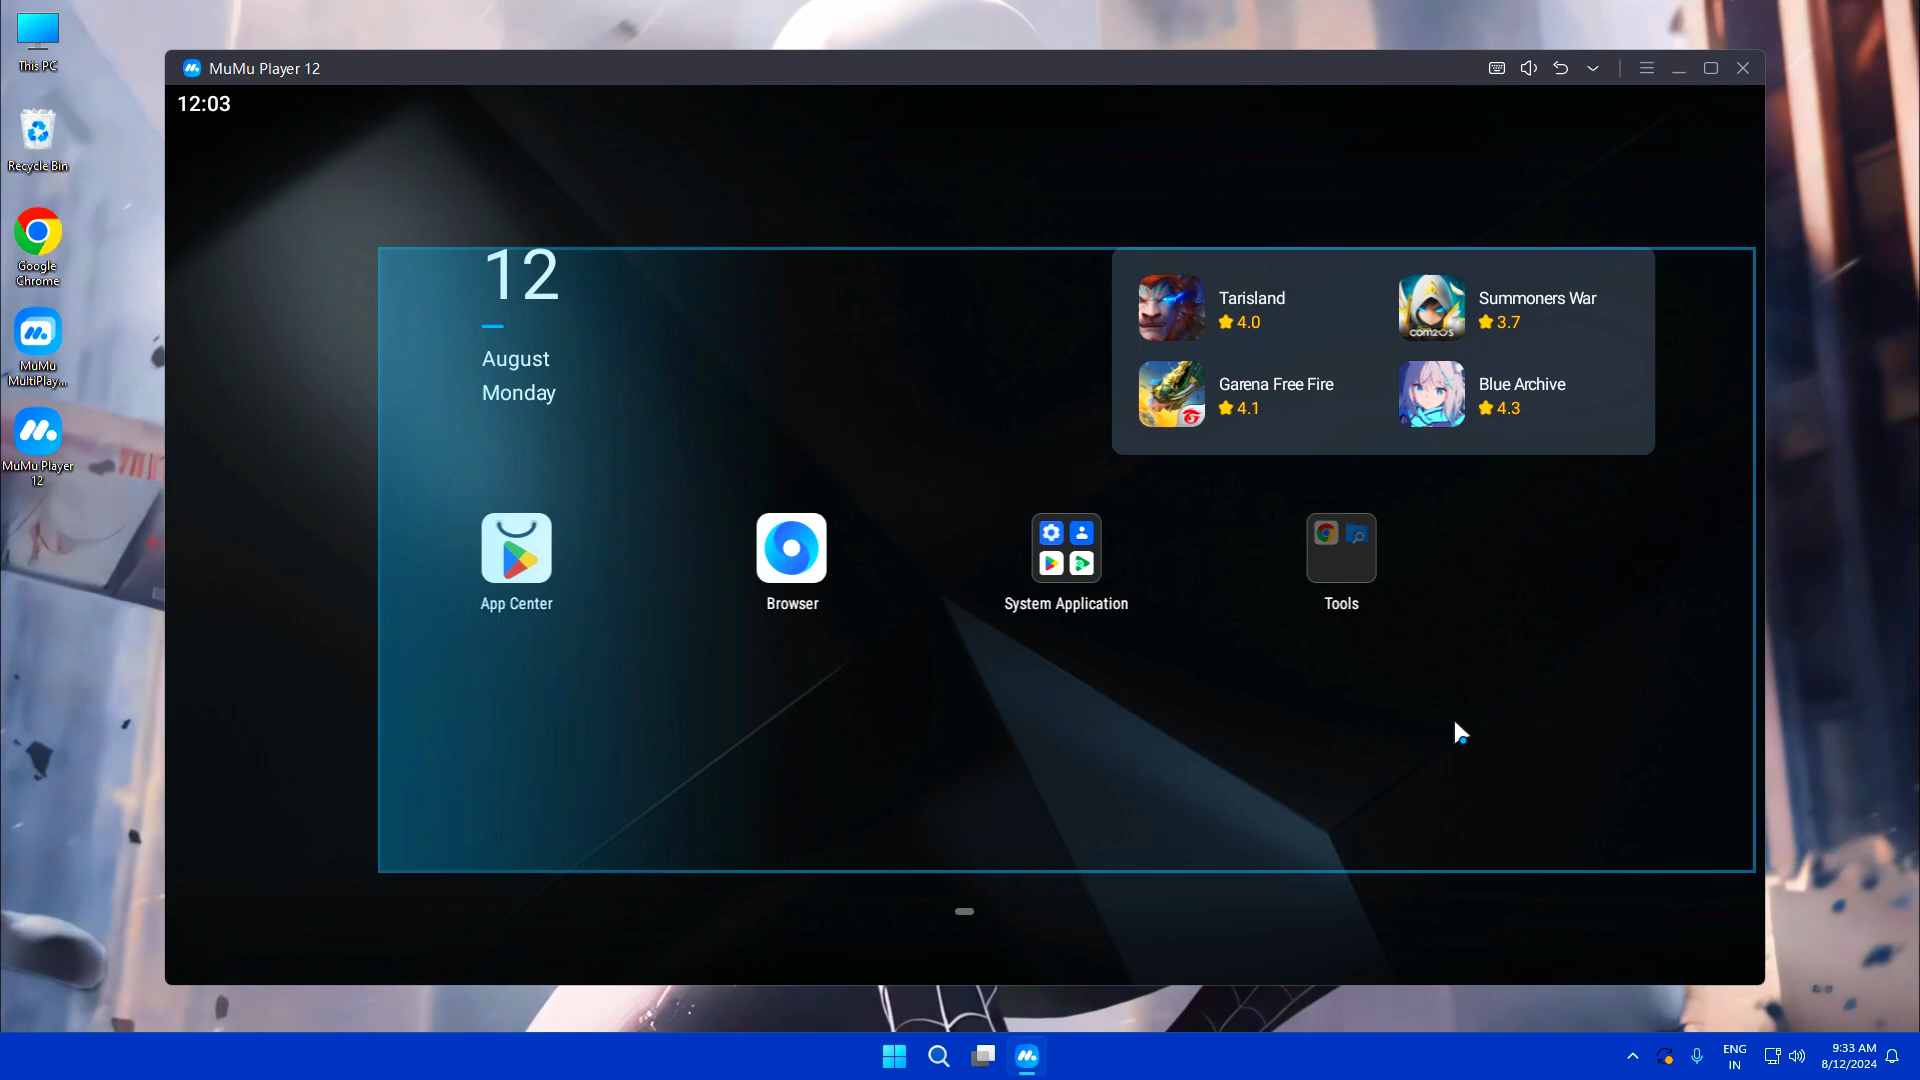 This PC
Recycle Bin
Google
Chrome
MuMu
MultiPlay...
MuMu Player
12
MuMu Player 12
12:03
12
August
Monday
Tarisland
4.0
Summoners War
3.7
com2us
Garena Free Fire
4.1
Blue Archive
4.3
App Center
Browser
System Application
Tools
ENG
IN
9:33 AM
8/12/2024